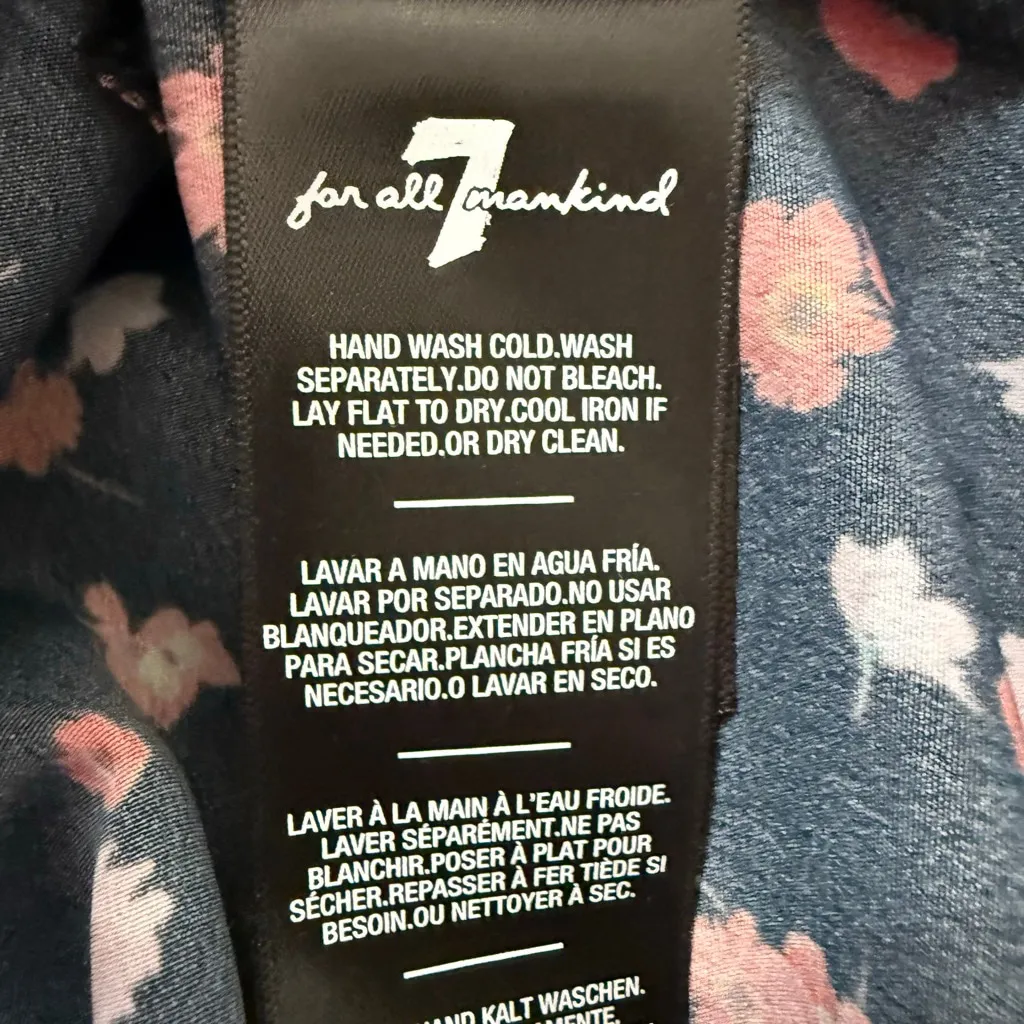 for all 7 mankind
HAND WASH COLD.WASH
SEPARATELY.DO NOT BLEACH.
LAY FLAT TO DRY.COOL IRON IF
NEEDED.OR DRY CLEAN.
LAVAR A MANO EN AGUA FRÍA.
LAVAR POR SEPARADO.NO USAR
BLANQUEADOR.EXTENDER EN PLANO
PARA SECAR.PLANCHA FRÍA SI ES
NECESARIO.O LAVAR EN SECO.
LAVER À LA MAIN À L'EAU FROIDE.
LAVER SÉPARÉMENT.NE PAS
BLANCHIR.POSER À PLAT POUR
SÉCHER.REPASSER À FER TIÈDE SI
BESOIN.OU NETTOYER À SEC.
KALT WASCHEN.